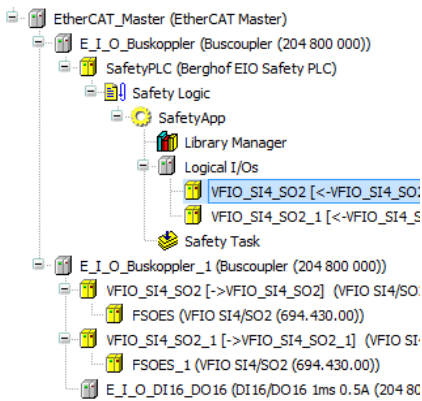 EtherCAT_Master (EtherCAT Master)
E_I_O_Buskoppler (Buscoupler (204 800 000))
SafetyPLC (Berghof EIO Safety PLC)
Safety Logic
SafetyApp
Library Manager
Logical I/Os
VFIO_SI4_SO2 [<-VFIO_SI4_SO2
VFIO_SI4_SO2_1 [<-VFIO_SI4_S
Safety Task
E_I_O_Buskoppler_1 (Buscoupler (204 800 000))
VFIO_SI4_SO2 [->VFIO_SI4_SO2] (VFIO SI4/SO
FSOES (VFIO SI4/SO2 (694.430.00))
VFIO_SI4_SO2_1 [->VFIO_SI4_SO2_1] (VFIO SI
FSOES_1 (VFIO SI4/SO2 (694.430.00))
E_I_O_DI16_DO16 (DI16/DO16 1ms 0.5A (204 80